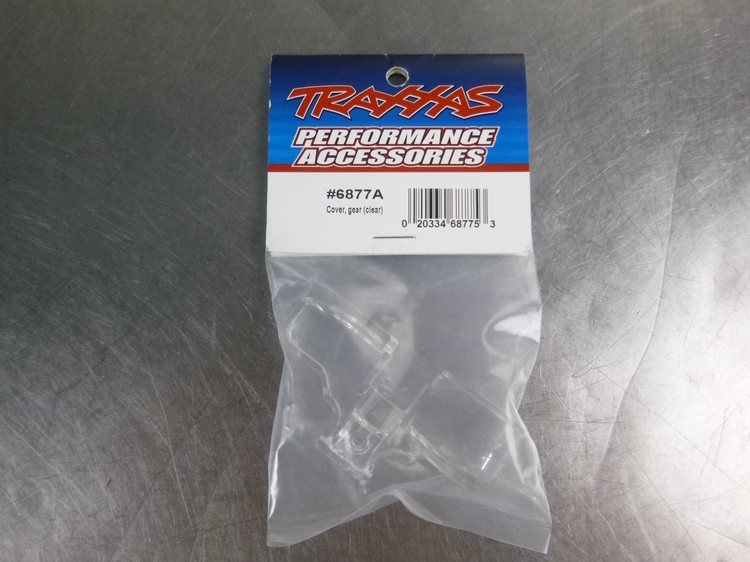 TRAXXAS
PERFORMANCE
ACCESSORIES
#6877A
Cover, gear (clear)
0 20334 68775 3